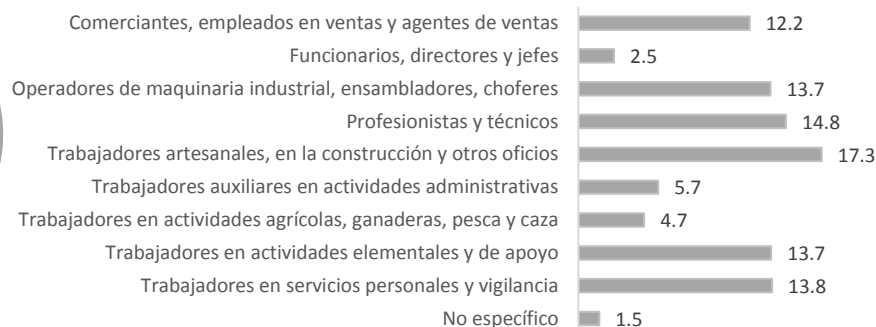 Comerciantes, empleados en ventas y agentes de ventas 12.2
Funcionarios, directores y jefes 2.5
Operadores de maquinaria industrial, ensambladores, choferes 13.7
Profesionistas y técnicos 14.8
Trabajadores artesanales, en la construcción y otros oficios 17.3
Trabajadores auxiliares en actividades administrativas 5.7
Trabajadores en actividades agrícolas, ganaderas, pesca y caza 4.7
Trabajadores en actividades elementales y de apoyo 13.7
Trabajadores en servicios personales y vigilancia 13.8
No específico 1.5